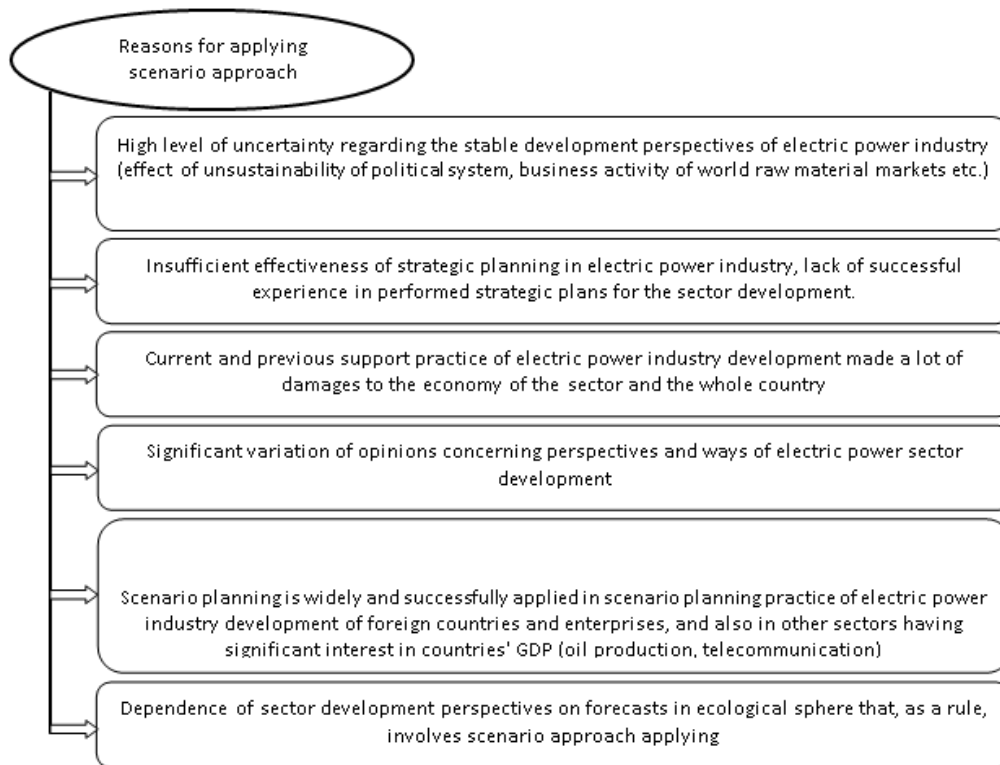 Reasons for applying
scenario approach
High level of uncertainty regarding the stable development perspectives of electric power industry
(effect of unsustainability of political system, business activity of world raw material markets etc.)
Insufficient effectiveness of strategic planning in electric power industry, lack of successful
experience in performed strategic plans for the sector development.
Current and previous support practice of electric power industry development made a lot of
damages to the economy of the sector and the whole country
Significant variation of opinions concerning perspectives and ways of electric power sector
development
Scenario planning is widely and successfully applied in scenario planning practice of electric power
industry development of foreign countries and enterprises, and also in other sectors having
significant interest in countries' GDP (oil production, telecommunication)
Dependence of sector development perspectives on forecasts in ecological sphere that, as a rule,
involves scenario approach applying